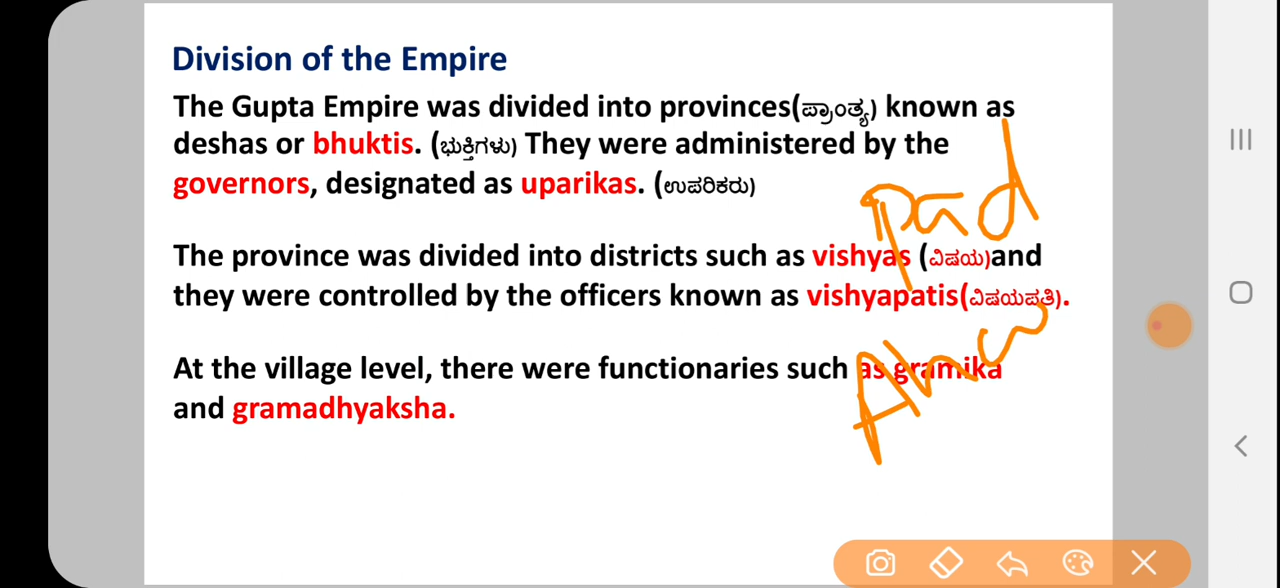 Division of the Empire
The Gupta Empire was divided into provinces(ಪ್ರಾಂತ್ಯ) known as
deshas or bhuktis. (ಭುಕ್ತಿಗಳು) They were administered by the
governors, designated as uparikas. (ಉಪರಿಕರು)
pad
The province was divided into districts such as vishyas (ವಿಷಯ)and
they were controlled by the officers known as vishyapatis(ವಿಷಯಪತಿ).
At the village level, there were functionaries such as gramika
and gramadhyaksha.